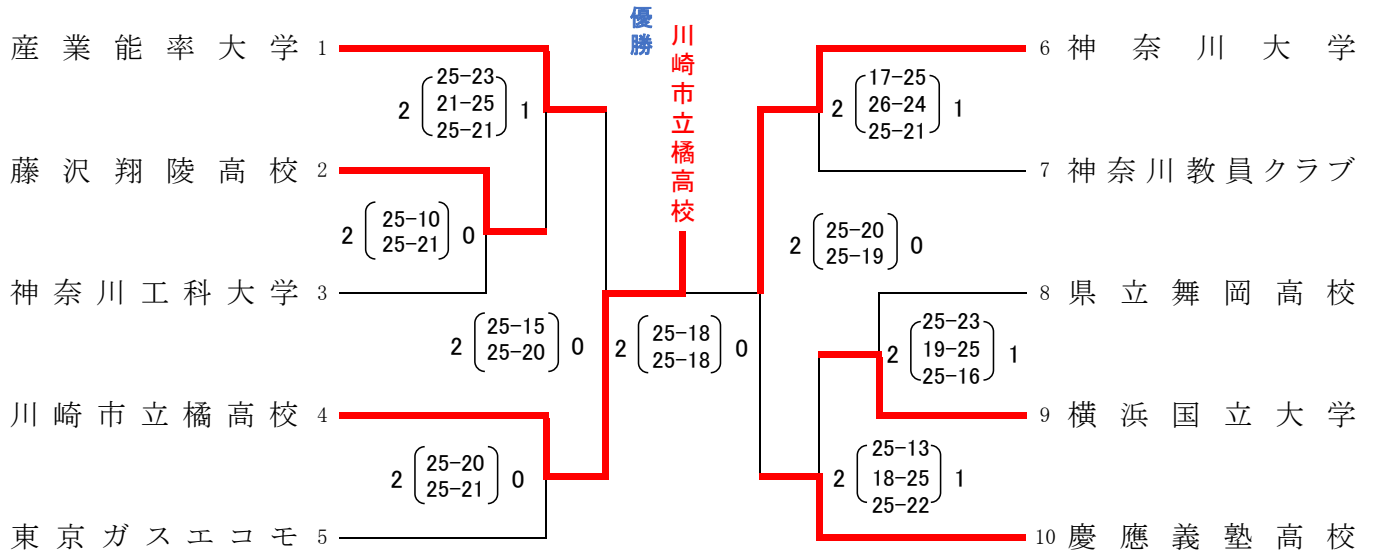 優勝
川崎市立橘高校
産業能率大学 1
藤沢翔陵高校 2
神奈川工科大学 3
川崎市立橘高校 4
東京ガスエコモ 5
2 25-23 1
21-25
25-21
2 25-10 0
25-21
2 25-15 0
25-20
2 25-20 0
25-21
2 25-18 0
25-18
6 神奈川大学
7 神奈川教員クラブ
8 県立舞岡高校
9 横浜国立大学
10 慶應義塾高校
2 17-25 1
26-24
25-21
2 25-20 0
25-19
2 25-23 1
19-25
25-16
2 25-13 1
18-25
25-22